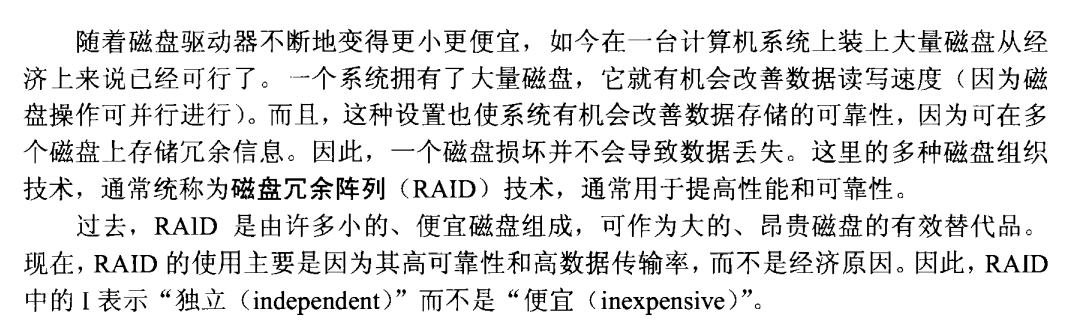 随着磁盘驱动器不断地变得更小更便宜，如今在一台计算机系统上装上大量磁盘从经
济上来说已经可行了。一个系统拥有了大量磁盘，它就有机会改善数据读写速度（因为磁
盘操作可并行进行）。而且，这种设置也使系统有机会改善数据存储的可靠性，因为可在多
个磁盘上存储冗余信息。因此，一个磁盘损坏并不会导致数据丢失。这里的多种磁盘组织
技术，通常统称为磁盘冗余阵列（RAID）技术，通常用于提高性能和可靠性。
过去，RAID 是由许多小的、便宜磁盘组成，可作为大的、昂贵磁盘的有效替代品。
现在，RAID 的使用主要是因为其高可靠性和高数据传输率，而不是经济原因。因此，RAID
中的 I 表示“独立（independent）”而不是“便宜（inexpensive）”。